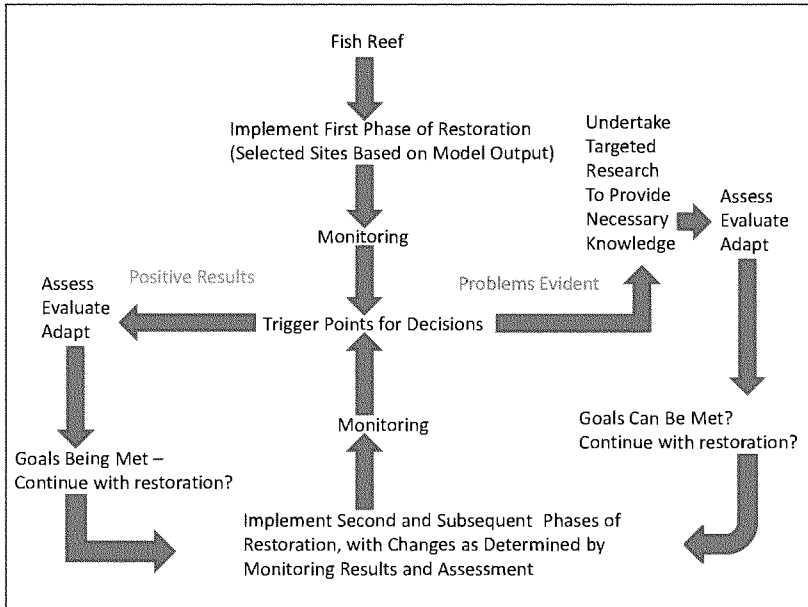 Fish Reef
Implement First Phase of Restoration
(Selected Sites Based on Model Output)
Monitoring
Undertake
Targeted
Research
To Provide
Necessary
Knowledge
Assess
Evaluate
Adapt
Positive Results
Problems Evident
Assess
Evaluate
Adapt
Trigger Points for Decisions
Monitoring
Goals Being Met –
Continue with restoration?
Goals Can Be Met?
Continue with restoration?
Implement Second and Subsequent Phases of
Restoration, with Changes as Determined by
Monitoring Results and Assessment